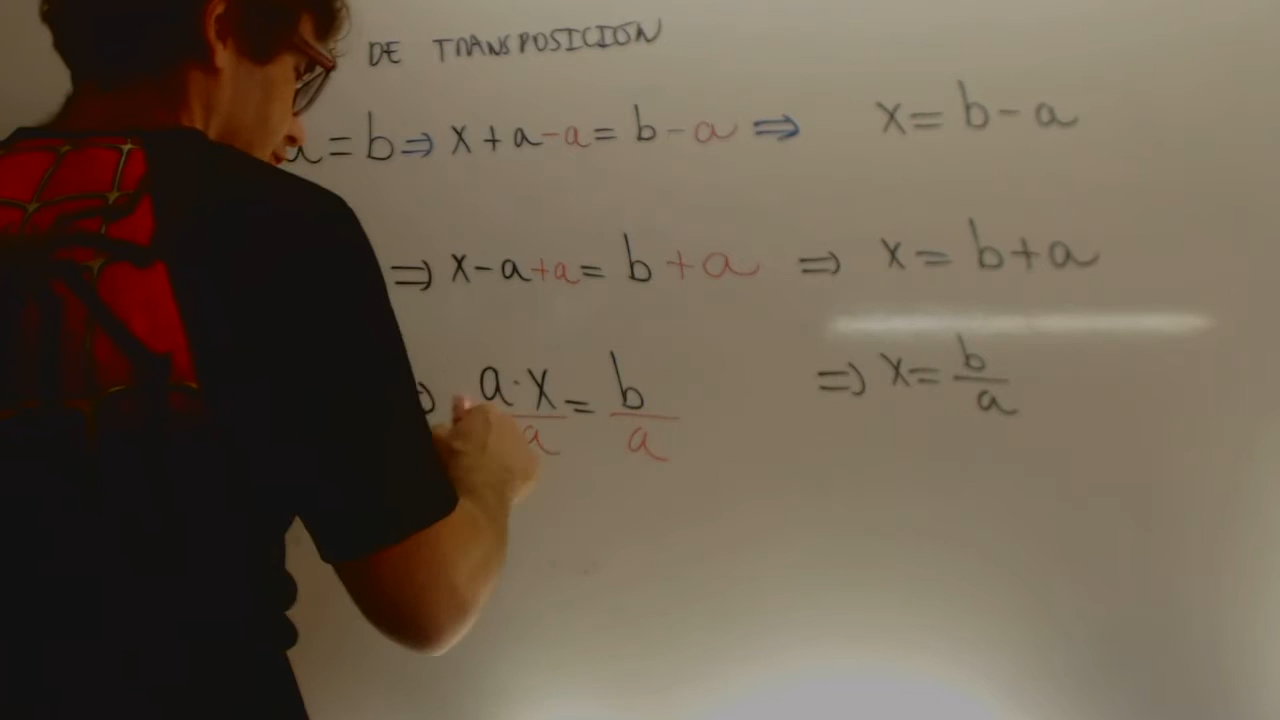 DE TRANSPOSICION
a = b ⇒ x + a - a = b - a ⇒ x = b - a
⇒ x - a + a = b + a ⇒ x = b + a
⇒ a · x / a = b / a ⇒ x = b / a